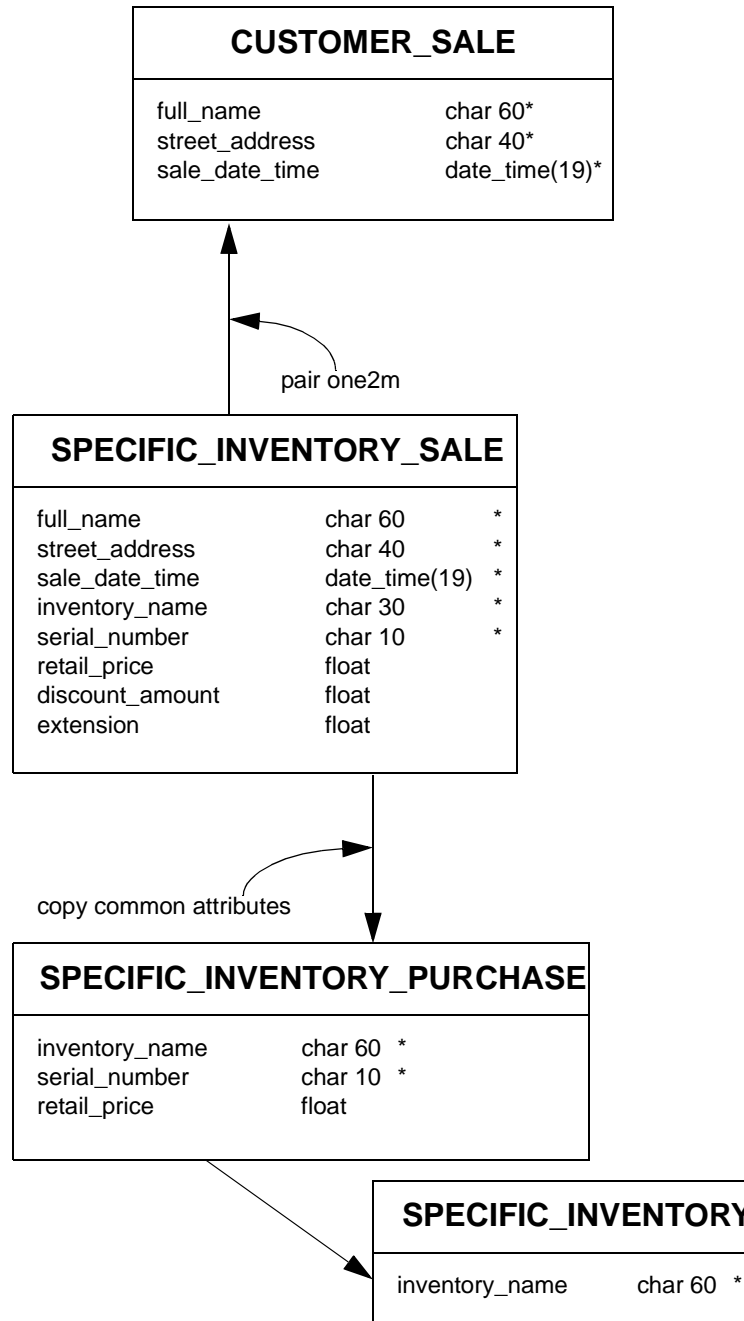 CUSTOMER_SALE
full_name char 60*
street_address char 40*
sale_date_time date_time(19)*
pair one2m
SPECIFIC_INVENTORY_SALE
full_name char 60 *
street_address char 40 *
sale_date_time date_time(19) *
inventory_name char 30 *
serial_number char 10 *
retail_price float
discount_amount float
extension float
copy common attributes
SPECIFIC_INVENTORY_PURCHASE
inventory_name char 60 *
serial_number char 10 *
retail_price float
SPECIFIC_INVENTORY
inventory_name char 60 *